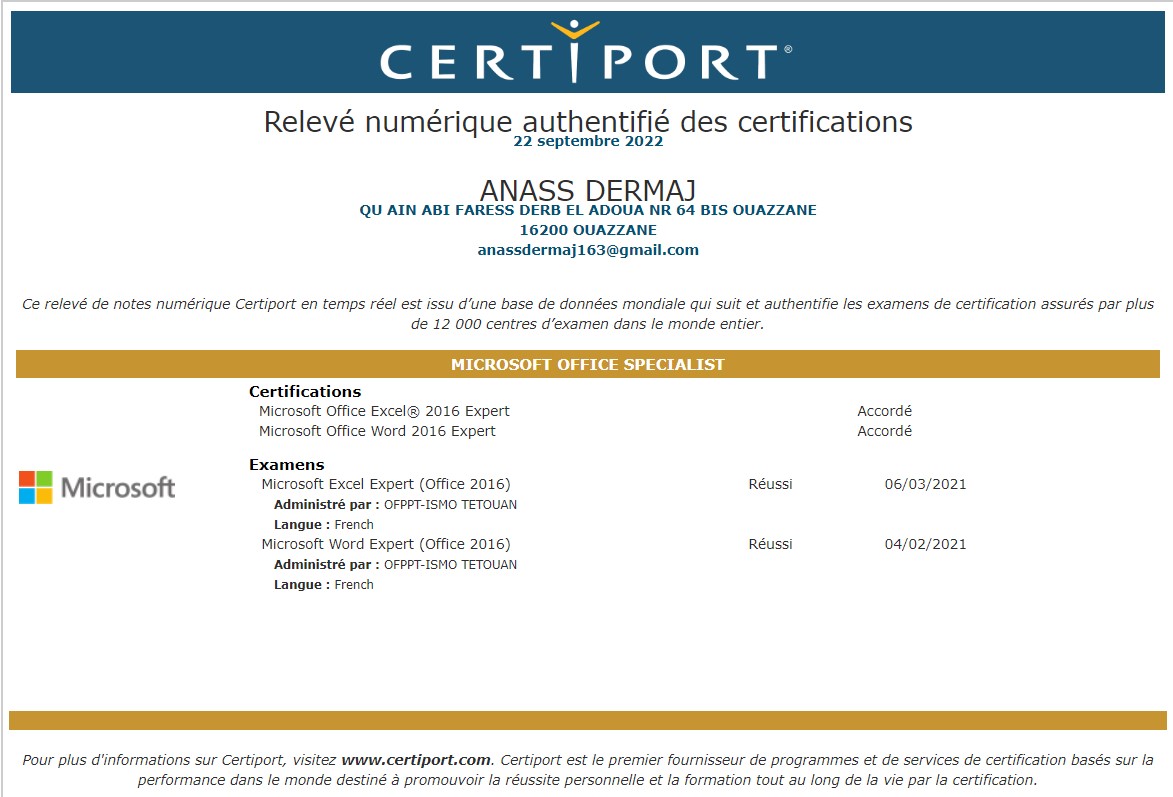 CERTIPORT®
Relevé numérique authentifié des certifications
22 septembre 2022
ANASS DERMAJ
QU AIN ABI FARESS DERB EL ADOUA NR 64 BIS OUAZZANE
16200 OUAZZANE
anassdermaj163@gmail.com
Ce relevé de notes numérique Certiport en temps réel est issu d’une base de données mondiale qui suit et authentifie les examens de certification assurés par plus
de 12 000 centres d’examen dans le monde entier.
MICROSOFT OFFICE SPECIALIST
Certifications
Microsoft Office Excel® 2016 Expert Accordé
Microsoft Office Word 2016 Expert Accordé
Microsoft
Examens
Microsoft Excel Expert (Office 2016) Réussi 06/03/2021
Administré par : OFPPT-ISMO TETOUAN
Langue : French
Microsoft Word Expert (Office 2016) Réussi 04/02/2021
Administré par : OFPPT-ISMO TETOUAN
Langue : French
Pour plus d'informations sur Certiport, visitez www.certiport.com. Certiport est le premier fournisseur de programmes et de services de certification basés sur la
performance dans le monde destiné à promouvoir la réussite personnelle et la formation tout au long de la vie par la certification.